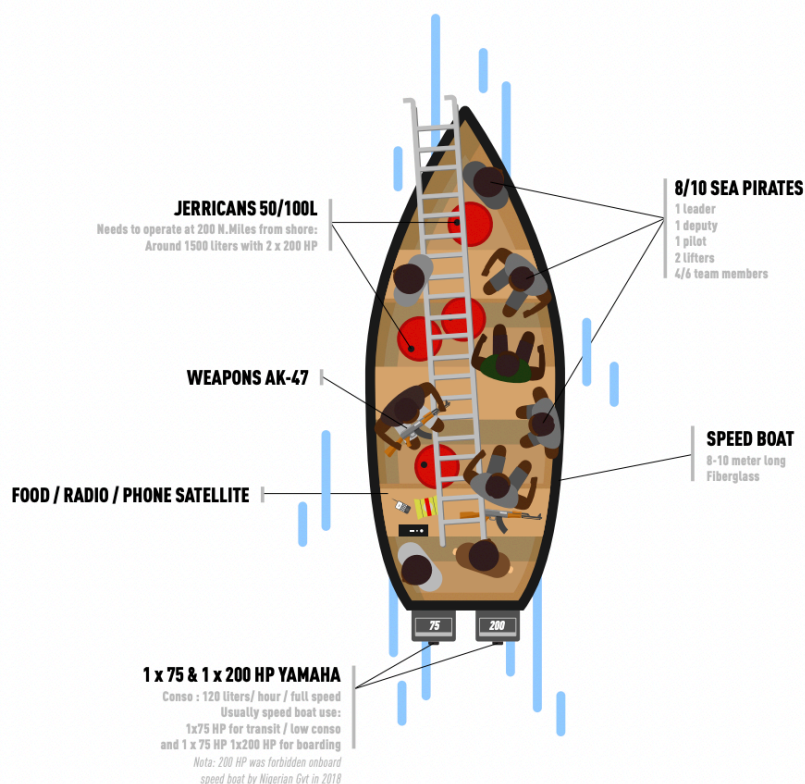 JERRICANS 50/100L
Needs to operate at 200 N.Miles from shore:
Around 1500 liters with 2 x 200 HP
8/10 SEA PIRATES
1 leader
1 deputy
1 pilot
2 lifters
4/6 team members
WEAPONS AK-47
SPEED BOAT
8-10 meter long
Fiberglass
FOOD / RADIO / PHONE SATELLITE
75
200
1 x 75 & 1 x 200 HP YAMAHA
Conso : 120 liters/ hour / full speed
Usually speed boat use:
1x75 HP for transit / low conso
and 1 x 75 HP 1x200 HP for boarding
Nota: 200 HP was forbidden onboard
speed boat by Nigerian Gvt in 2018